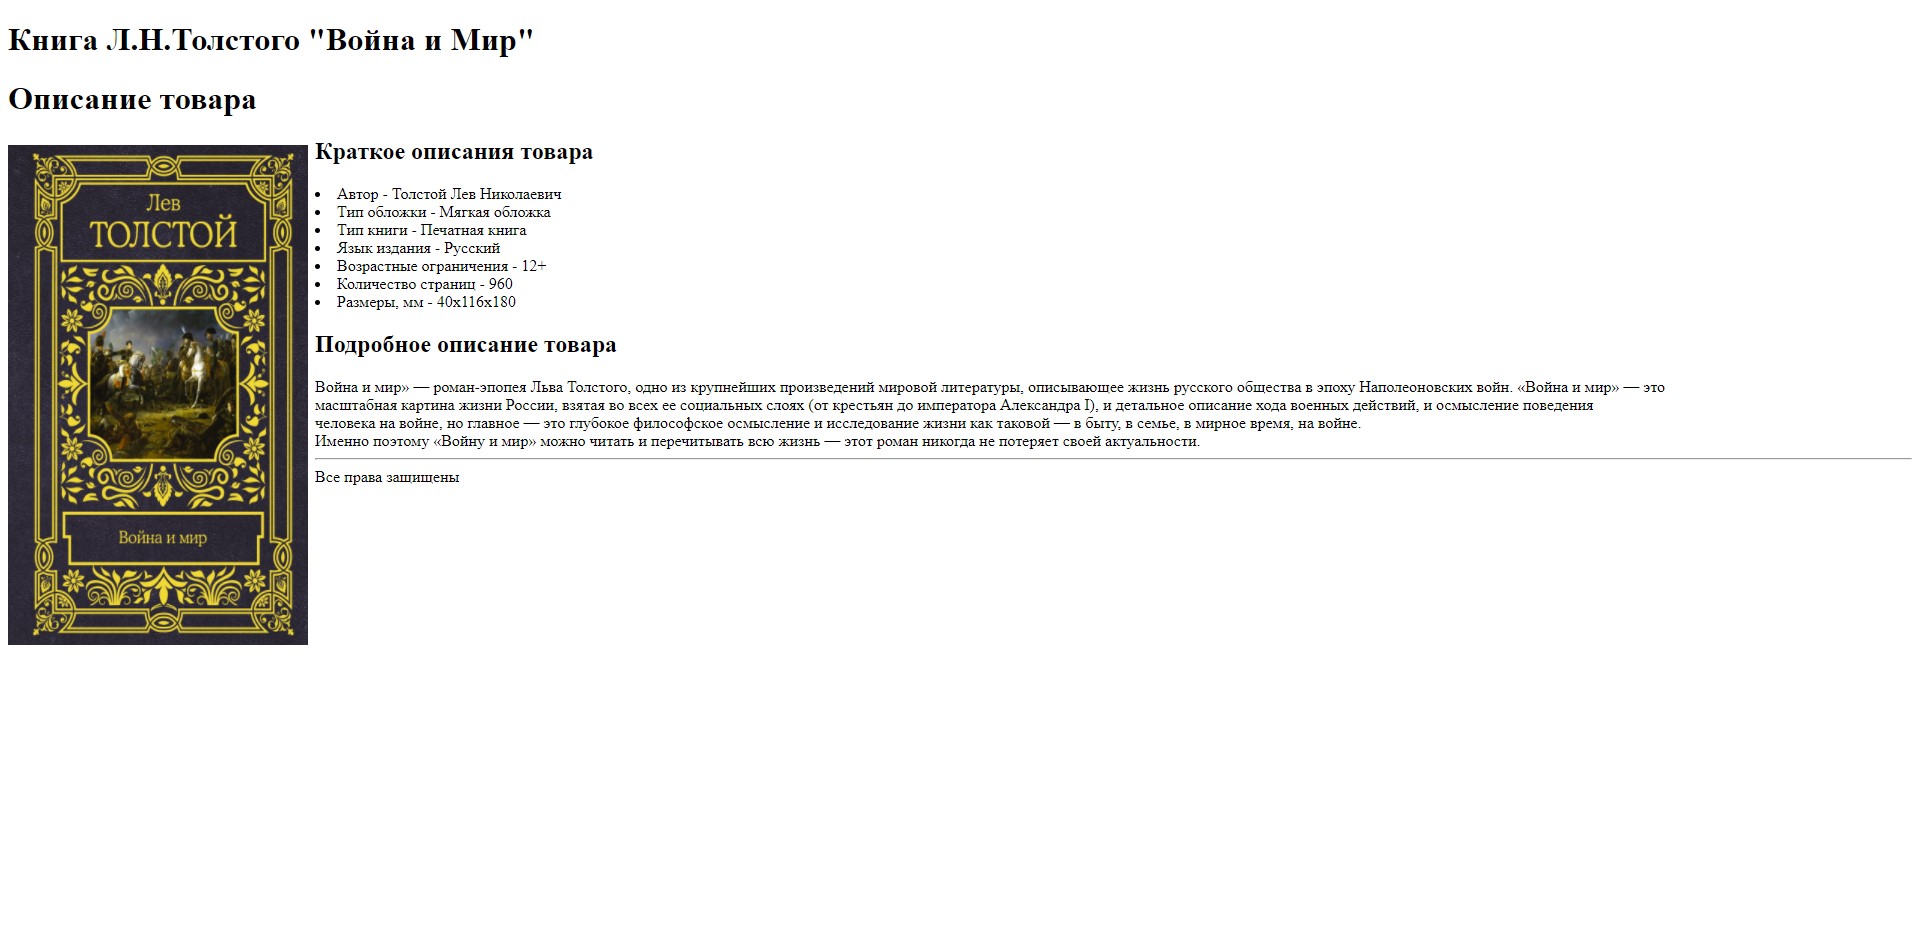 Книга Л.Н.Толстого "Война и Мир"
Описание товара
Лев
ТОЛСТОЙ
Война и мир
Краткое описания товара
Автор - Толстой Лев Николаевич
Тип обложки - Мягкая обложка
Тип книги - Печатная книга
Язык издания - Русский
Возрастные ограничения - 12+
Количество страниц - 960
Размеры, мм - 40x116x180
Подробное описание товара
Война и мир» — роман-эпопея Льва Толстого, одно из крупнейших произведений мировой литературы, описывающее жизнь русского общества в эпоху Наполеоновских войн. «Война и мир» — это
масштабная картина жизни России, взятая во всех ее социальных слоях (от крестьян до императора Александра I), и детальное описание хода военных действий, и осмысление поведения
человека на войне, но главное — это глубокое философское осмысление и исследование жизни как таковой — в быту, в семье, в мирное время, на войне.
Именно поэтому «Войну и мир» можно читать и перечитывать всю жизнь — этот роман никогда не потеряет своей актуальности.
Все права защищены